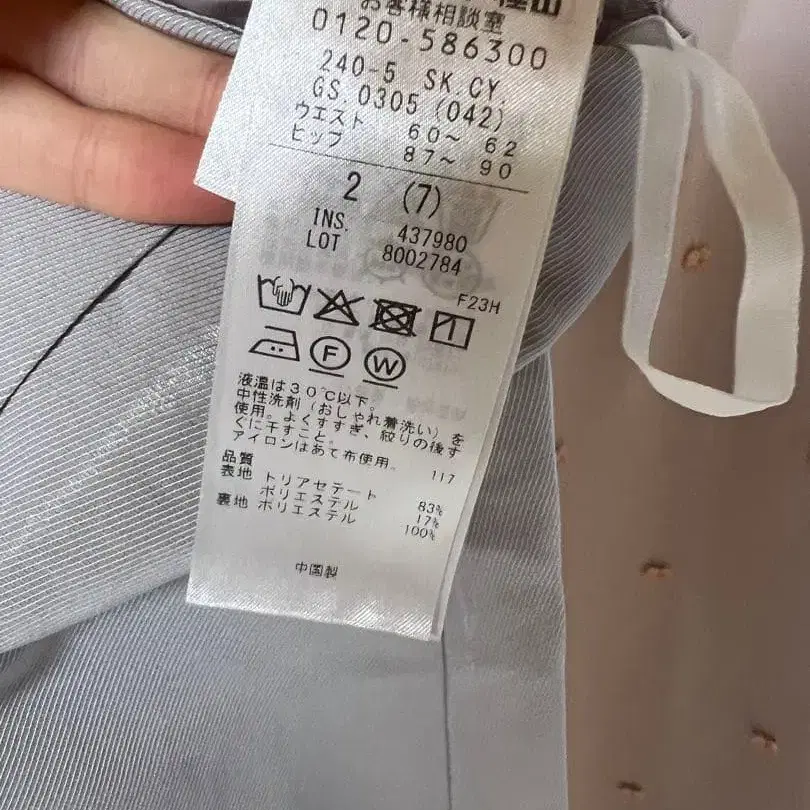 お客様相談室
0120-586300
240-5 SK.CY.
GS.0305 (042)
ウエスト 60～ 62
ヒップ 87～ 90
2 (7)
INS. 437980
LOT 8002784
F23H
F W
液温は30℃以下。
中性洗剤(おしゃれ着洗い)を
使用。よくすすぎ、絞りの後す
ぐに干すこと。
アイロンはあて布使用。
117
品質
表地 トリアセテート 83%
ポリエステル 17%
裏地 ポリエステル 100%
中国製